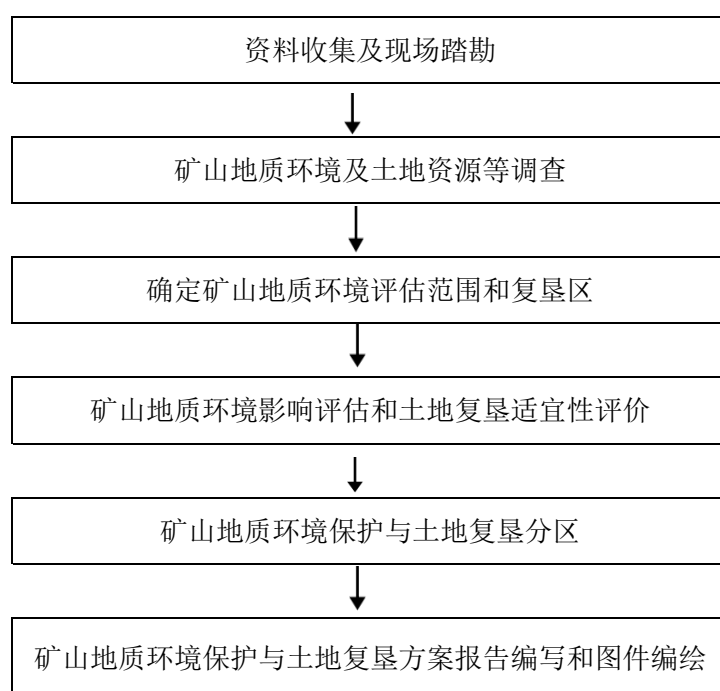 资料收集及现场踏勘
矿山地质环境及土地资源等调查
确定矿山地质环境评估范围和复垦区
矿山地质环境影响评估和土地复垦适宜性评价
矿山地质环境保护与土地复垦分区
矿山地质环境保护与土地复垦方案报告编写和图件编绘